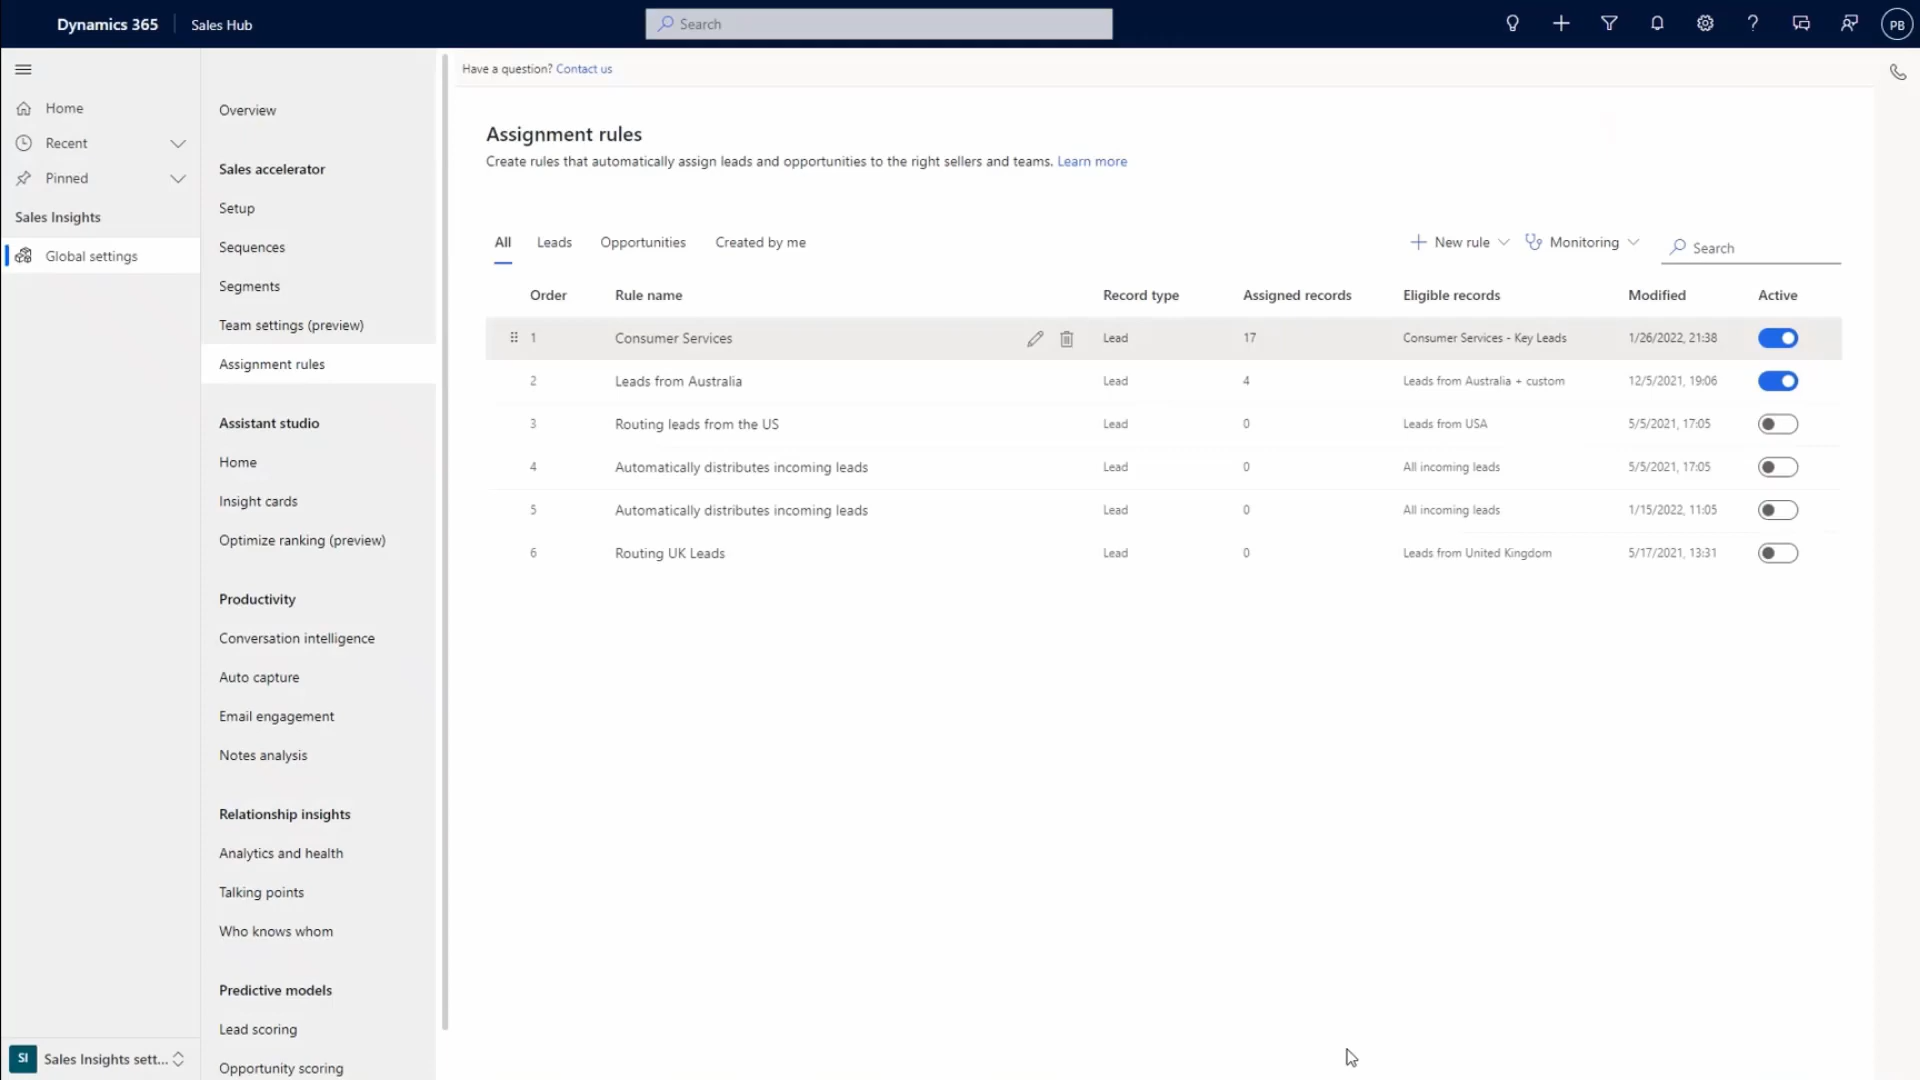 Dynamics 365
Sales Hub
Search
PB
Home
Recent
Pinned
Sales Insights
Global settings
SI
Sales Insights sett...
Overview
Sales accelerator
Setup
Sequences
Segments
Team settings (preview)
Assignment rules
Assistant studio
Home
Insight cards
Optimize ranking (preview)
Productivity
Conversation intelligence
Auto capture
Email engagement
Notes analysis
Relationship insights
Analytics and health
Talking points
Who knows whom
Predictive models
Lead scoring
Opportunity scoring
Have a question? Contact us
Assignment rules
Create rules that automatically assign leads and opportunities to the right sellers and teams. Learn more
All Leads Opportunities Created by me
New rule Monitoring Search
Order Rule name Record type Assigned records Eligible records Modified Active
1 Consumer Services Lead 17 Consumer Services - Key Leads 1/26/2022, 21:38
2 Leads from Australia Lead 4 Leads from Australia + custom 12/5/2021, 19:06
3 Routing leads from the US Lead 0 Leads from USA 5/5/2021, 17:05
4 Automatically distributes incoming leads Lead 0 All incoming leads 5/5/2021, 17:05
5 Automatically distributes incoming leads Lead 0 All incoming leads 1/15/2022, 11:05
6 Routing UK Leads Lead 0 Leads from United Kingdom 5/17/2021, 13:31